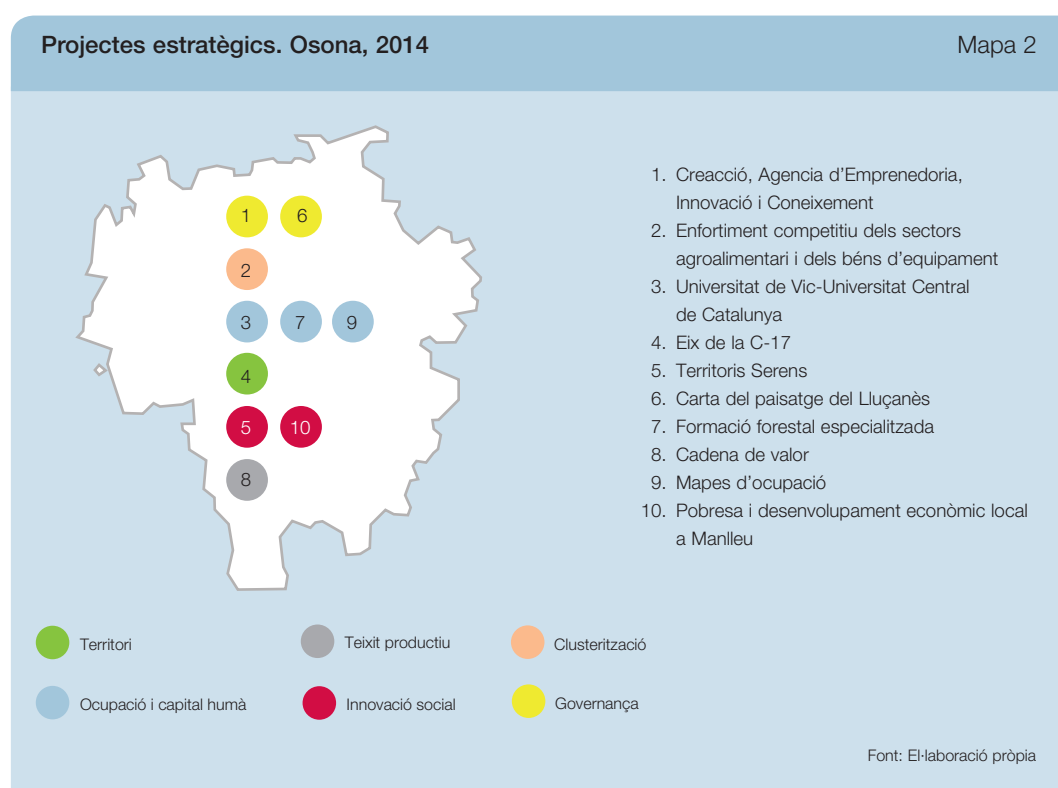 Projectes estratègics. Osona, 2014
Mapa 2
1
6
2
3
7
9
4
5
10
8
1. Creacció, Agencia d’Emprenedoria,
Innovació i Coneixement
2. Enfortiment competitiu dels sectors
agroalimentari i dels béns d’equipament
3. Universitat de Vic-Universitat Central
de Catalunya
4. Eix de la C-17
5. Territoris Serens
6. Carta del paisatge del Lluçanès
7. Formació forestal especialitzada
8. Cadena de valor
9. Mapes d’ocupació
10. Pobresa i desenvolupament econòmic local
a Manlleu
Territori
Teixit productiu
Clusterització
Ocupació i capital humà
Innovació social
Governança
Font: El·laboració pròpia